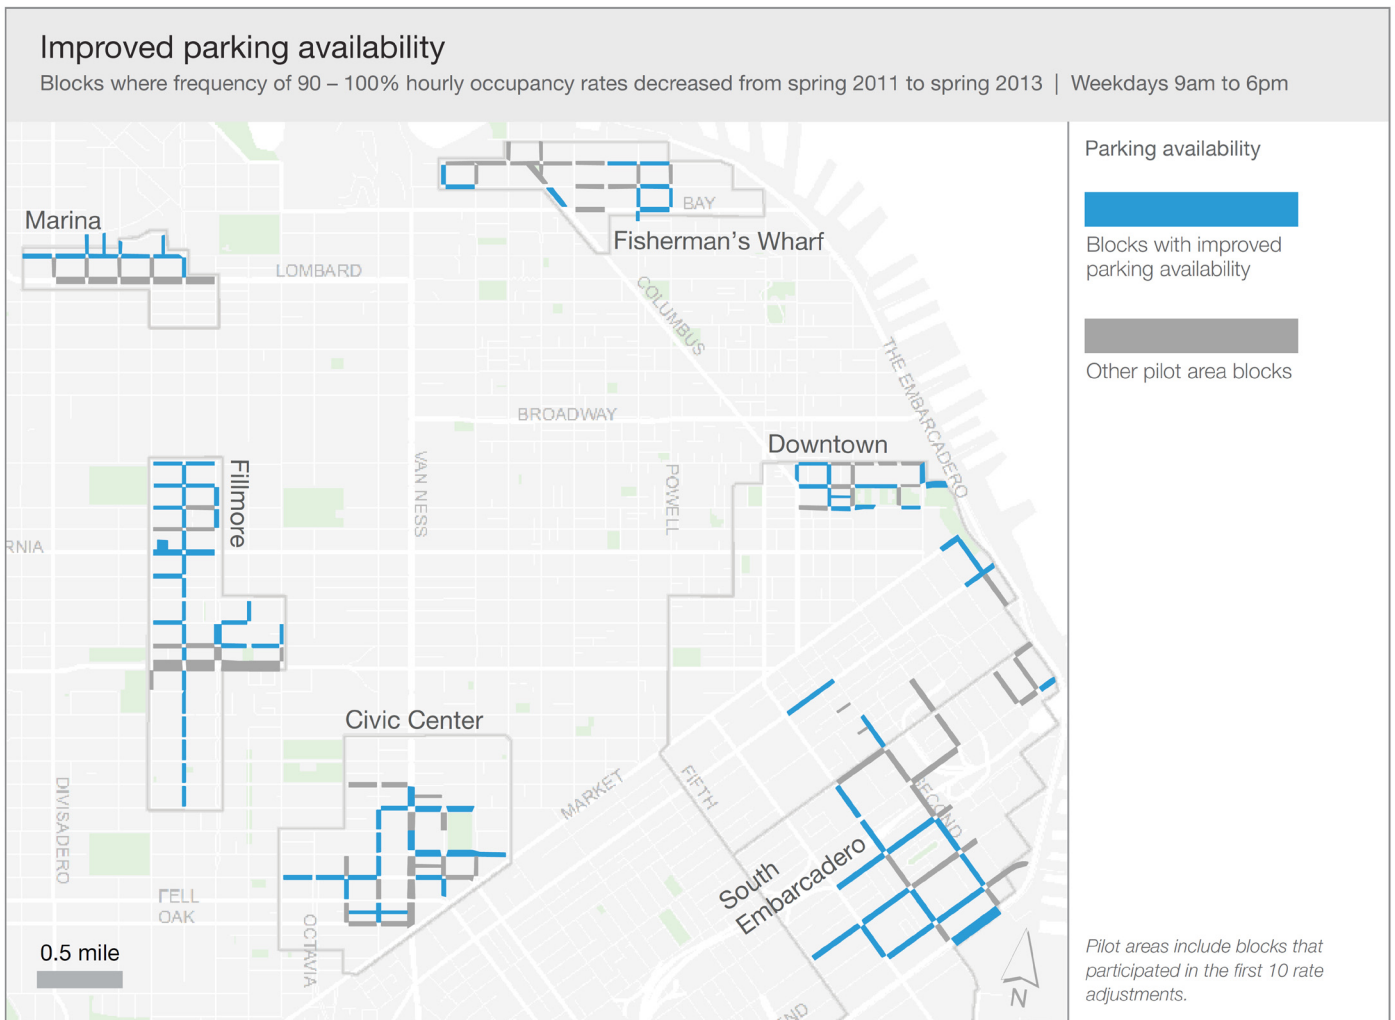 Improved parking availability
Blocks where frequency of 90 – 100% hourly occupancy rates decreased from spring 2011 to spring 2013 | Weekdays 9am to 6pm
Parking availability
Blocks with improved
parking availability
Other pilot area blocks
Marina
BAY
Fisherman's Wharf
LOMBARD
COLUMBUS
THE EMBARCADERO
BROADWAY
Downtown
Fillmore
VAN NESS
POWELL
RNIA
Civic Center
MARKET
FIFTH
SECOND
DIVISADERO
South
Embarcadero
FELL
OAK
OCTAVIA
0.5 mile
N
ND
Pilot areas include blocks that
participated in the first 10 rate
adjustments.